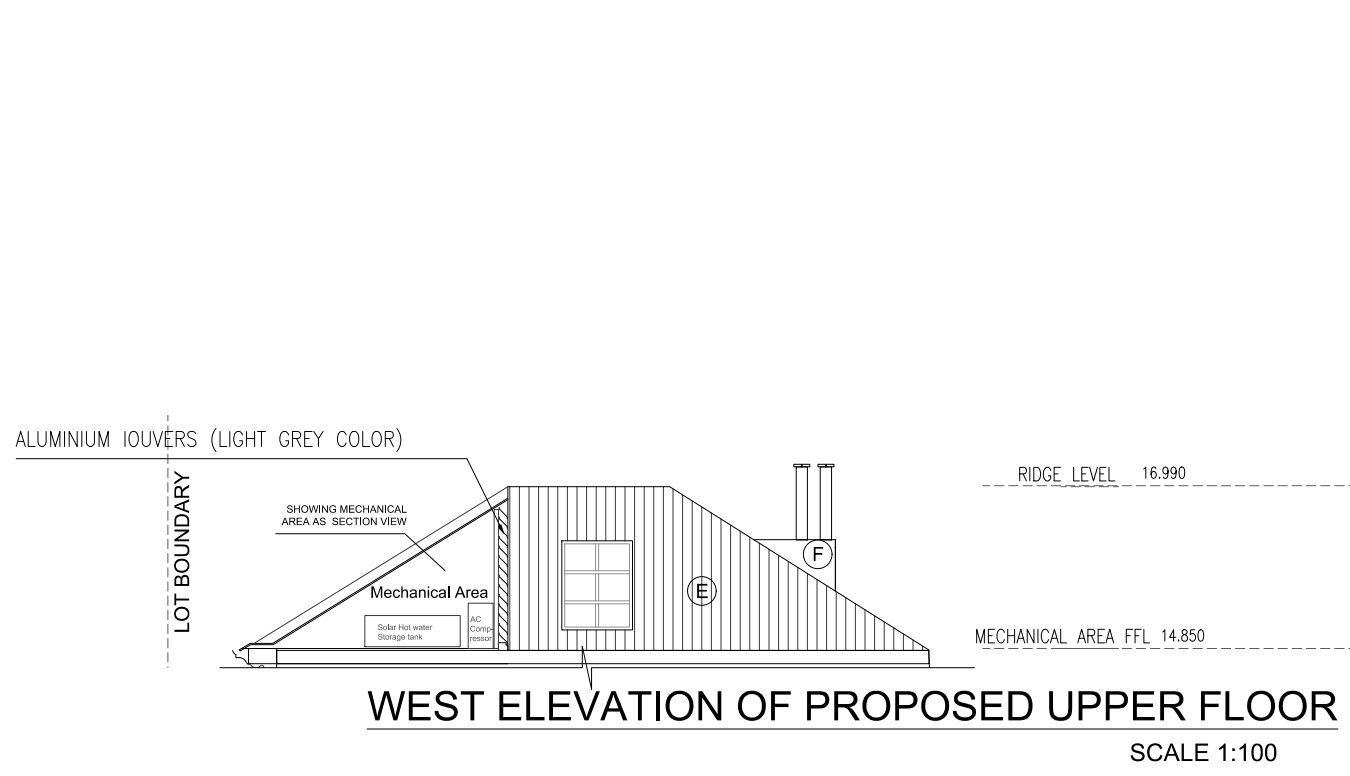 ALUMINIUM IOUVERS (LIGHT GREY COLOR)
LOT BOUNDARY
SHOWING MECHANICAL
AREA AS SECTION VIEW
Mechanical Area
Solar Hot water
Storage tank
AC
Comp-
ressor
E
F
RIDGE LEVEL 16.990
MECHANICAL AREA FFL 14.850
WEST ELEVATION OF PROPOSED UPPER FLOOR
SCALE 1:100